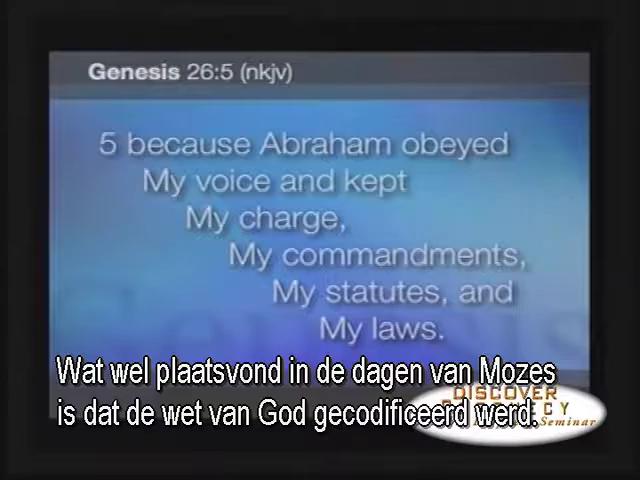 Genesis 26:5 (nkjv)
5 because Abraham obeyed
My voice and kept
My charge,
My commandments,
My statutes, and
My laws.
Genesis
Wat wel plaatsvond in de dagen van Mozes
is dat de wet van God gecodificeerd werd.
DISCOVER
Seminar